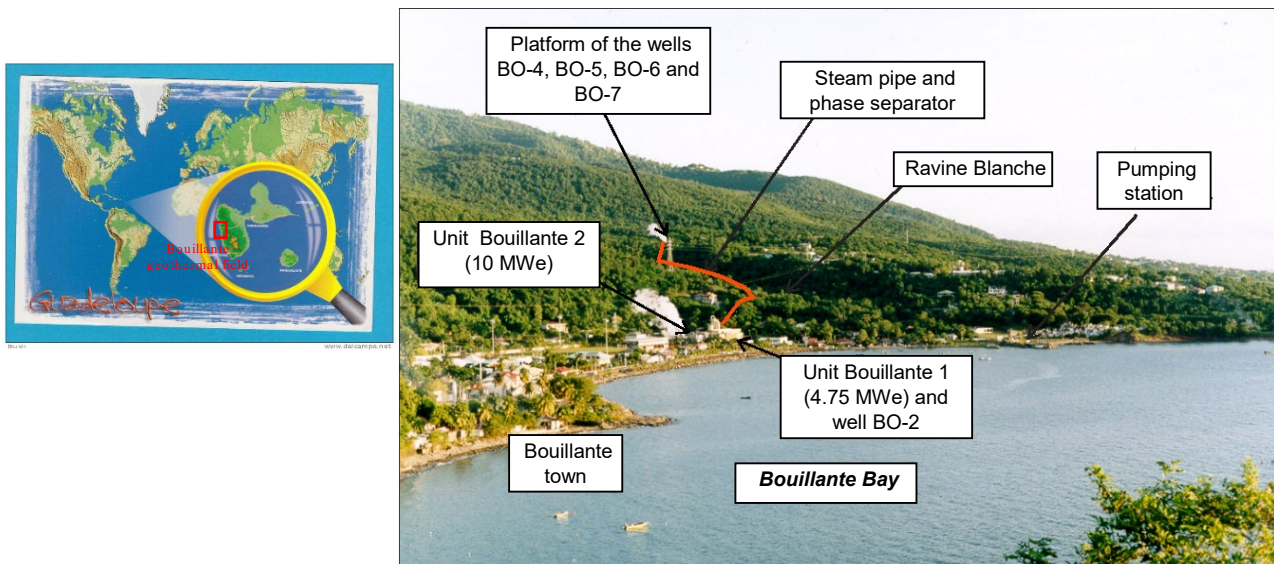 Bouillante
geothermal field
Guadeloupe
www.delcampe.net
Platform of the wells
BO-4, BO-5, BO-6 and
BO-7
Steam pipe and
phase separator
Ravine Blanche
Pumping
station
Unit Bouillante 2
(10 MWe)
Unit Bouillante 1
(4.75 MWe) and
well BO-2
Bouillante
town
Bouillante Bay